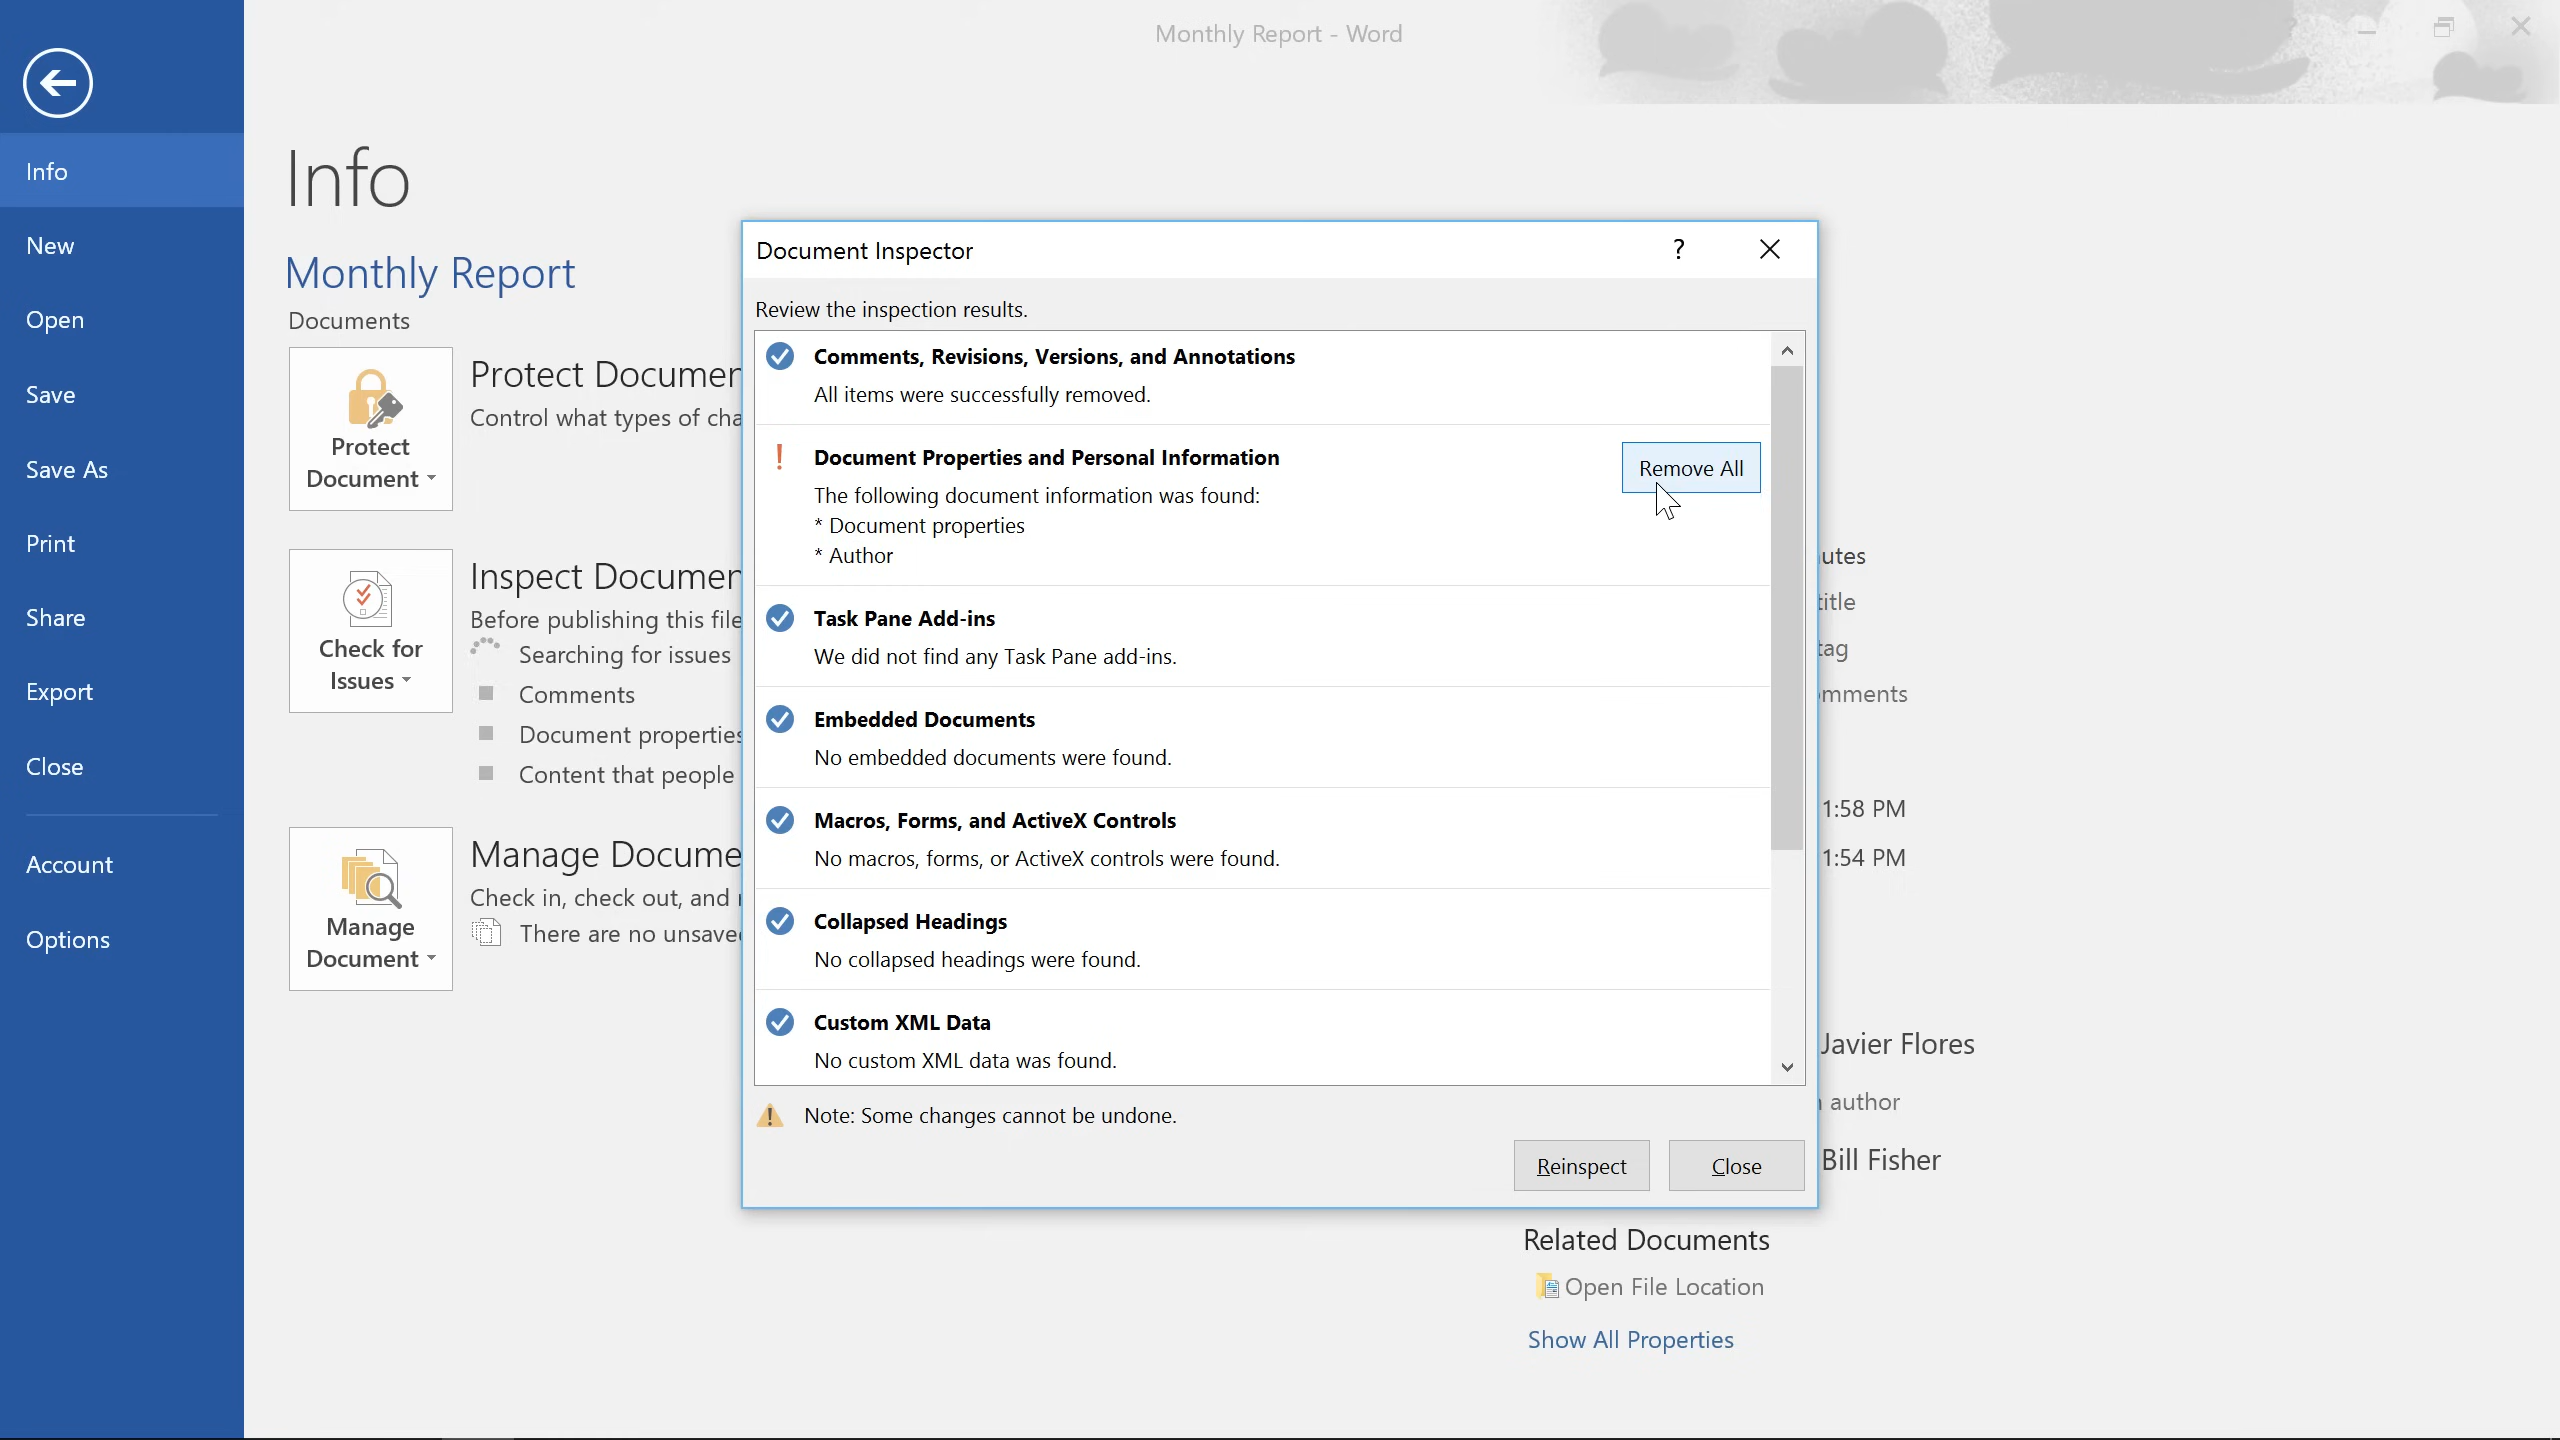 Monthly Report - Word
Info
New
Open
Save
Save As
Print
Share
Export
Close
Account
Options
Info
Monthly Report
Documents
Protect
Document
Protect Documen
Control what types of cha
Check for
Issues
Inspect Documen
Before publishing this file
Searching for issues
Comments
Document properties
Content that people
Manage
Document
Manage Docume
Check in, check out, and
There are no unsave
Document Inspector
?
Review the inspection results.
Comments, Revisions, Versions, and Annotations
All items were successfully removed.
! Document Properties and Personal Information
Remove All
The following document information was found:
* Document properties
* Author
Task Pane Add-ins
We did not find any Task Pane add-ins.
Embedded Documents
No embedded documents were found.
Macros, Forms, and ActiveX Controls
No macros, forms, or ActiveX controls were found.
Collapsed Headings
No collapsed headings were found.
Custom XML Data
No custom XML data was found.
Note: Some changes cannot be undone.
Reinspect
Close
utes
title
tag
mments
1:58 PM
1:54 PM
Javier Flores
author
Bill Fisher
Related Documents
Open File Location
Show All Properties